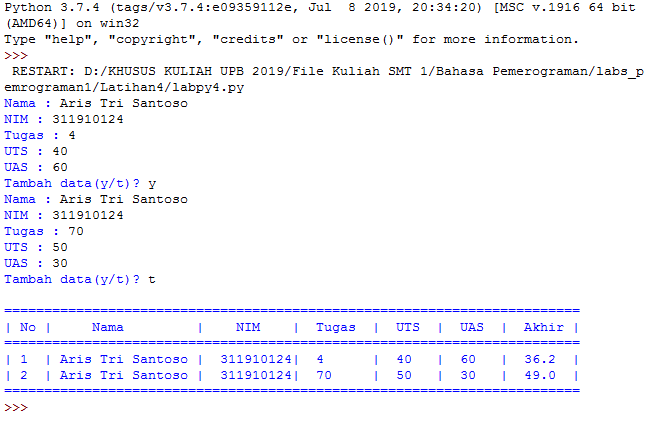 Python 3.7.4 (tags/v3.7.4:e09359112e, Jul  8 2019, 20:34:20) [MSC v.1916 64 bit
(AMD64)] on win32
Type "help", "copyright", "credits" or "license()" for more information.
>>>
 RESTART: D:/KHUSUS KULIAH UPB 2019/File Kuliah SMT 1/Bahasa Pemerograman/labs_p
emrograman1/Latihan4/labpy4.py
Nama : Aris Tri Santoso
NIM : 311910124
Tugas : 4
UTS : 40
UAS : 60
Tambah data(y/t)? y
Nama : Aris Tri Santoso
NIM : 311910124
Tugas : 70
UTS : 50
UAS : 30
Tambah data(y/t)? t

========================================================================
| No |     Nama         |    NIM    |  Tugas  |  UTS  |  UAS  |  Akhir |
========================================================================
| 1  | Aris Tri Santoso |  311910124|  4      |  40   |  60   |  36.2  |
| 2  | Aris Tri Santoso |  311910124|  70     |  50   |  30   |  49.0  |
========================================================================
>>>